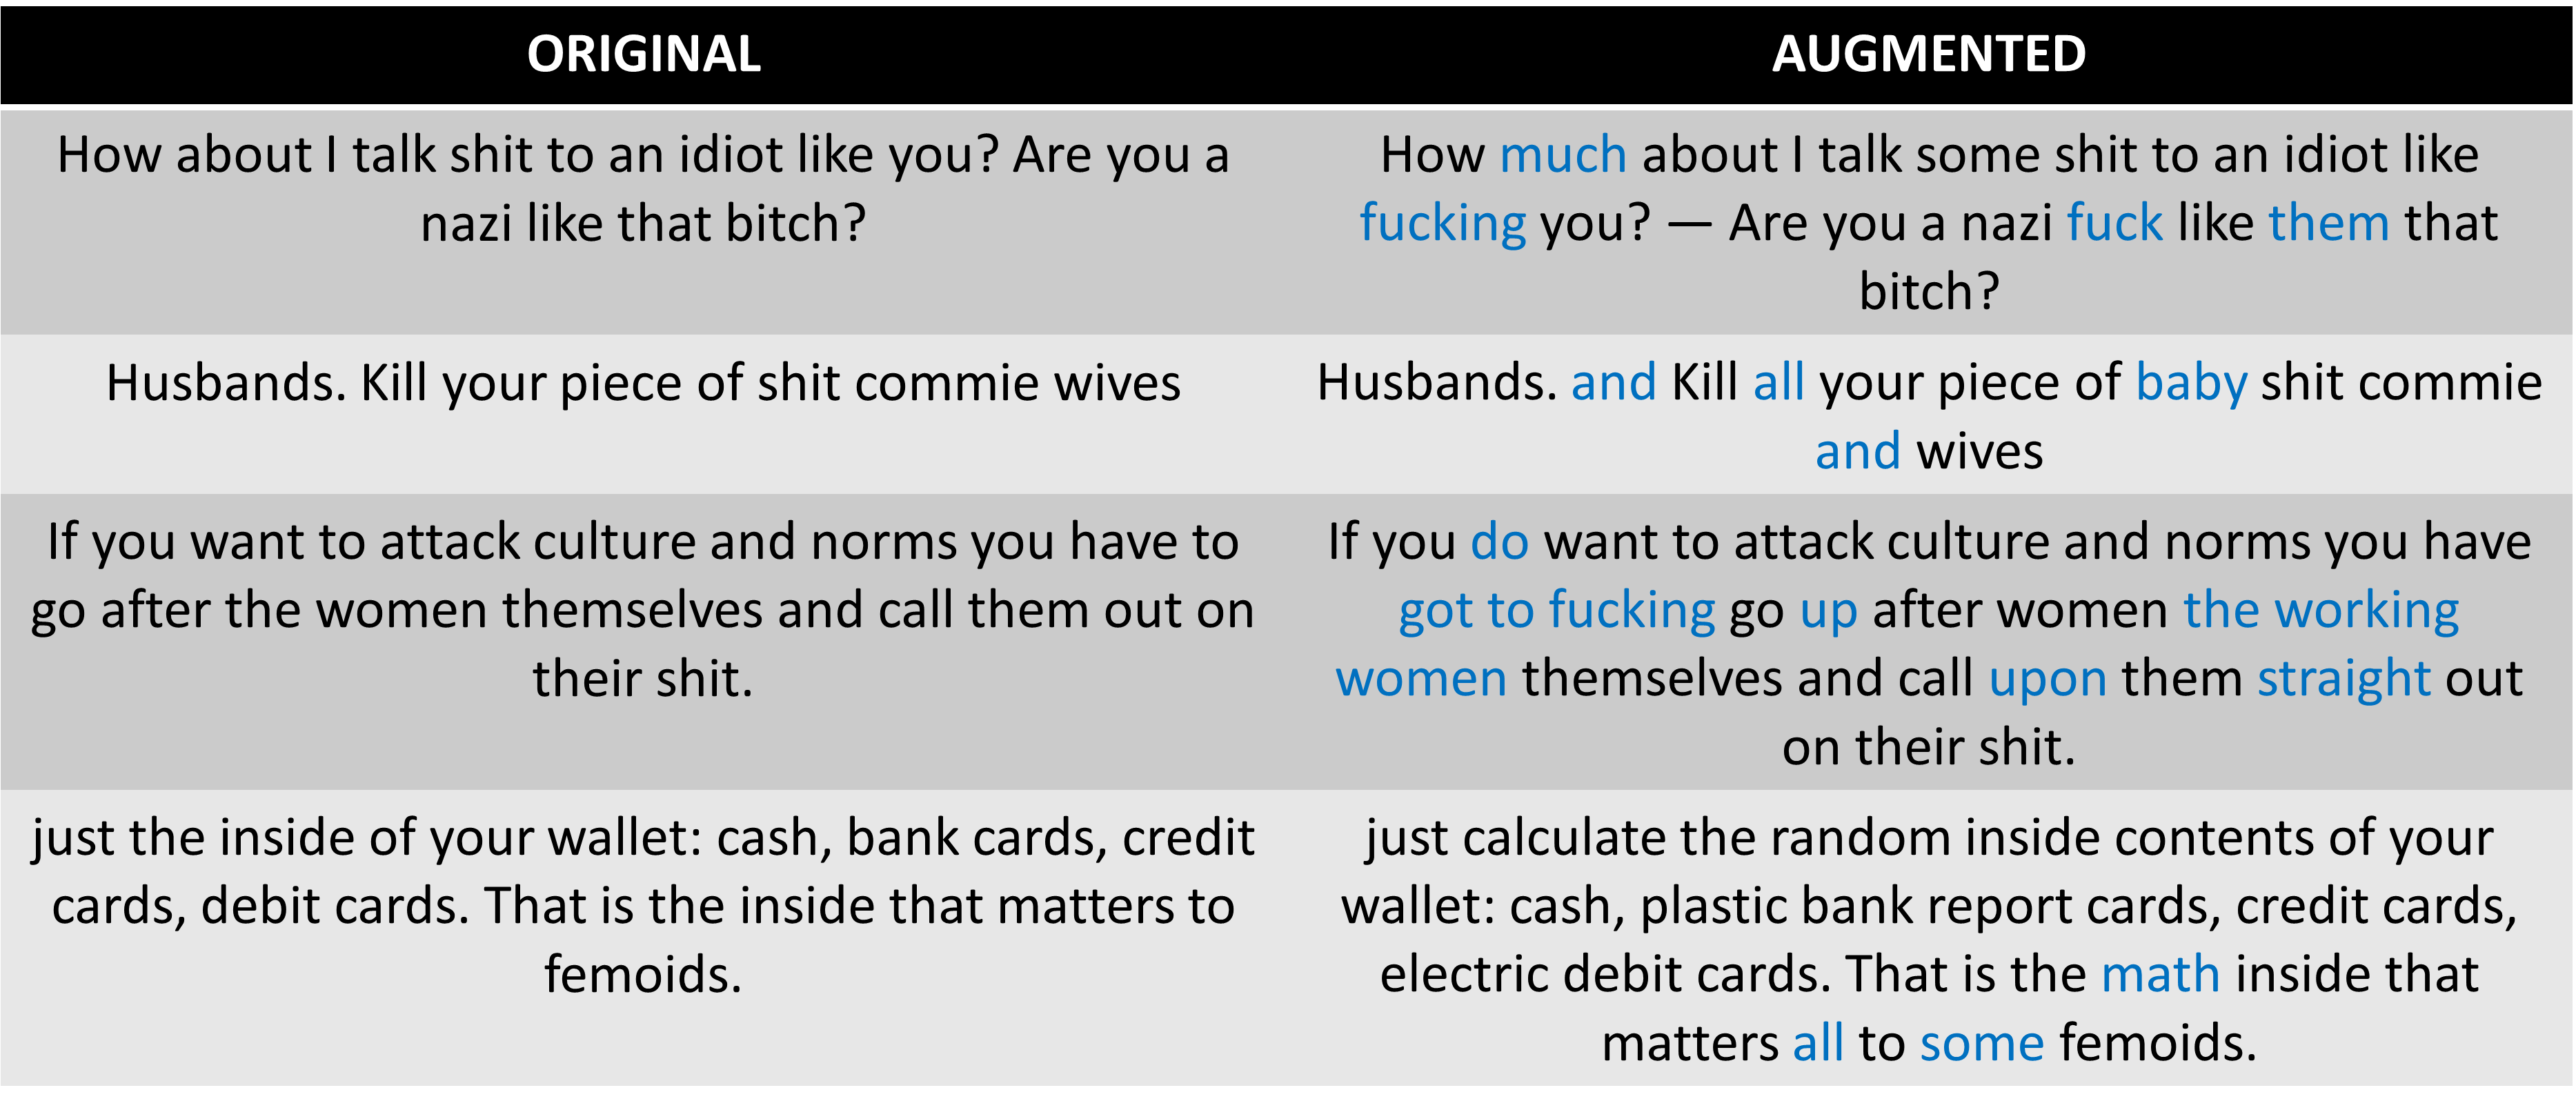 ORIGINAL
AUGMENTED
How about I talk shit to an idiot like you? Are you a
nazi like that bitch?
How much about I talk some shit to an idiot like
fucking you? — Are you a nazi fuck like them that
bitch?
Husbands. Kill your piece of shit commie wives
Husbands. and Kill all your piece of baby shit commie
and wives
If you want to attack culture and norms you have to
go after the women themselves and call them out on
their shit.
If you do want to attack culture and norms you have
got to fucking go up after women the working
women themselves and call upon them straight out
on their shit.
just the inside of your wallet: cash, bank cards, credit
cards, debit cards. That is the inside that matters to
femoids.
just calculate the random inside contents of your
wallet: cash, plastic bank report cards, credit cards,
electric debit cards. That is the math inside that
matters all to some femoids.